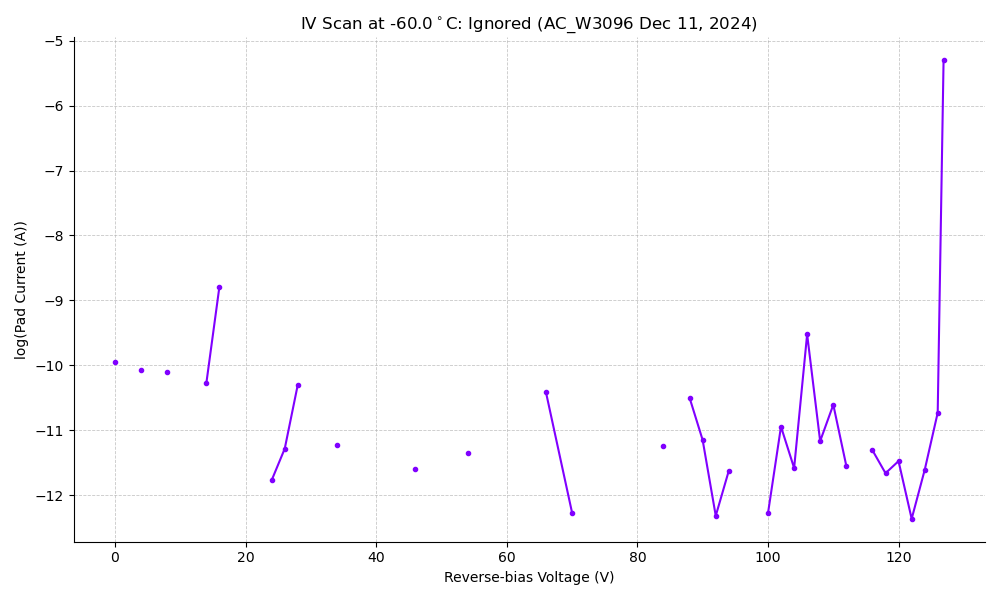 IV Scan at -60.0°C: Ignored (AC_W3096 Dec 11, 2024)
−5
−6
−7
−8
−9
−10
−11
−12
log(Pad Current (A))
0 20 40 60 80 100 120
Reverse-bias Voltage (V)